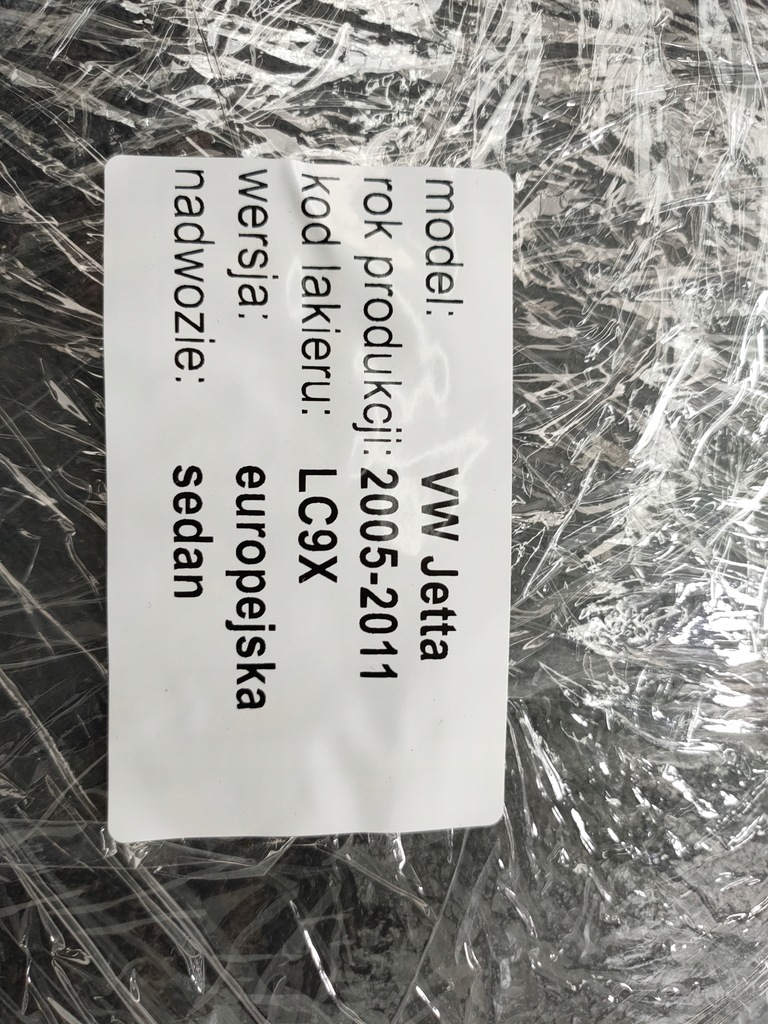 model: VW Jetta
rok produkcji: 2005-2011
kod lakieru: LC9X
wersja: europejska
nadwozie: sedan